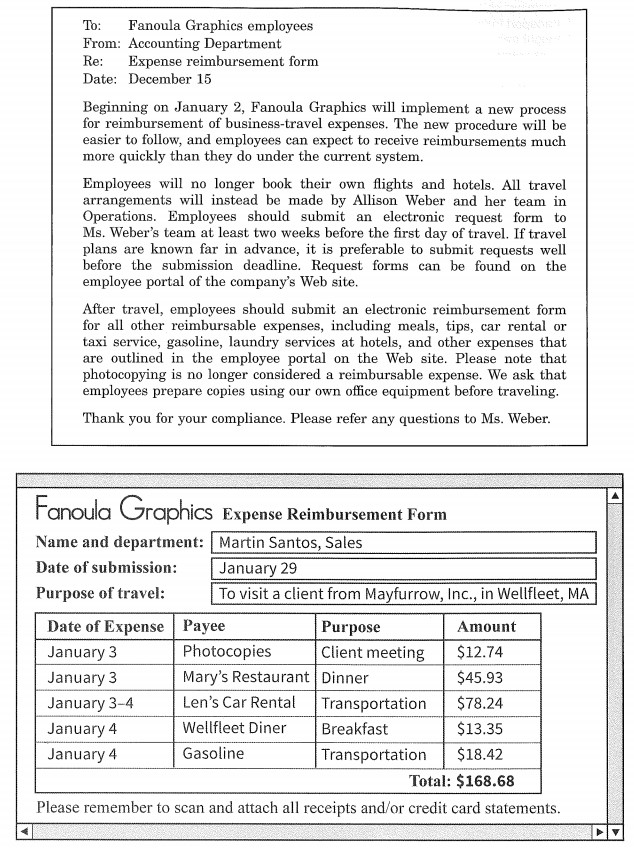 To: Fanoula Graphics employees
From: Accounting Department
Re: Expense reimbursement form
Date: December 15
Beginning on January 2, Fanoula Graphics will implement a new process
for reimbursement of business-travel expenses. The new procedure will be
easier to follow, and employees can expect to receive reimbursements much
more quickly than they do under the current system.
Employees will no longer book their own flights and hotels. All travel
arrangements will instead be made by Allison Weber and her team in
Operations. Employees should submit an electronic request form to
Ms. Weber's team at least two weeks before the first day of travel. If travel
plans are known far in advance, it is preferable to submit requests well
before the submission deadline. Request forms can be found on the
employee portal of the company's Web site.
After travel, employees should submit an electronic reimbursement form
for all other reimbursable expenses, including meals, tips, car rental or
taxi service, gasoline, laundry services at hotels, and other expenses that
are outlined in the employee portal on the Web site. Please note that
photocopying is no longer considered a reimbursable expense. We ask that
employees prepare copies using our own office equipment before traveling.
Thank you for your compliance. Please refer any questions to Ms. Weber.
Fanoula Graphics Expense Reimbursement Form
Name and department: Martin Santos, Sales
Date of submission: January 29
Purpose of travel: To visit a client from Mayfurrow, Inc., in Wellfleet, MA
Date of Expense Payee Purpose Amount
January 3 Photocopies Client meeting $12.74
January 3 Mary's Restaurant Dinner $45.93
January 3–4 Len's Car Rental Transportation $78.24
January 4 Wellfleet Diner Breakfast $13.35
January 4 Gasoline Transportation $18.42
Total: $168.68
Please remember to scan and attach all receipts and/or credit card statements.